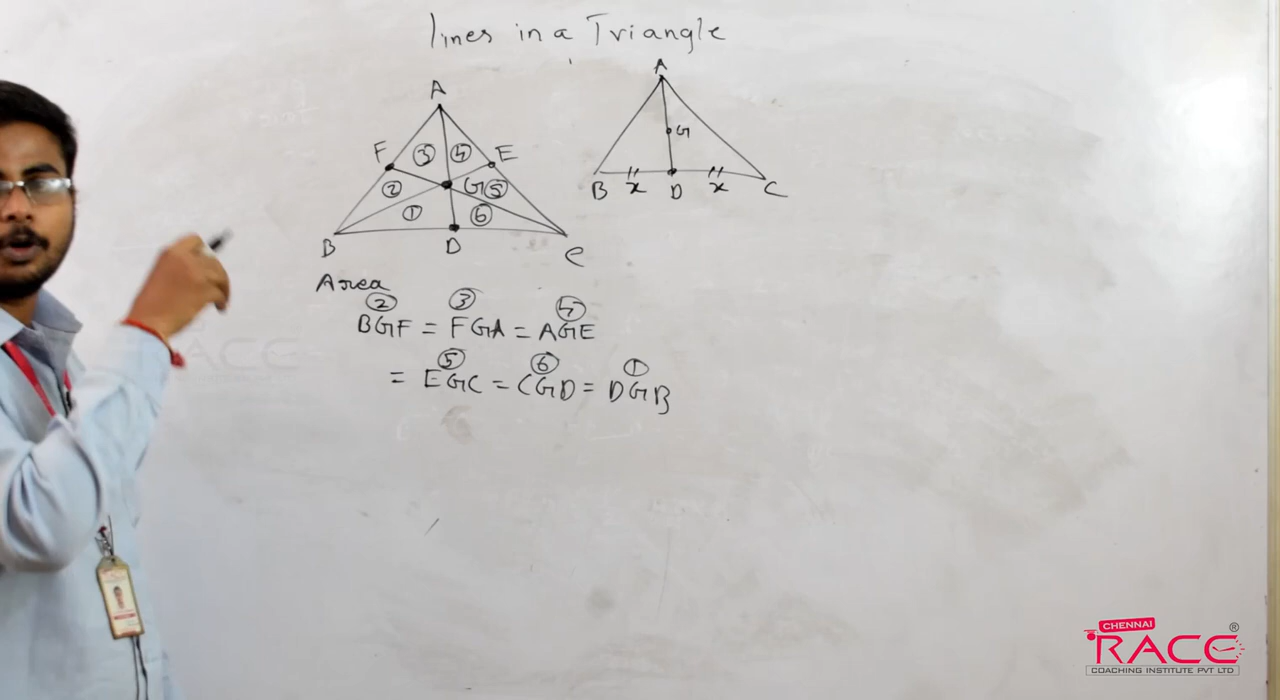 lines in a Triangle
A
F ③ ④ E
② G ⑤
① ⑥
B D C
A
G
B x D x C
Area
② ③ ④
BGF = FGA = AGE
⑤ ⑥ ①
= EGC = CGD = DGB
CHENNAI
RACE ®
COACHING INSTITUTE PVT LTD